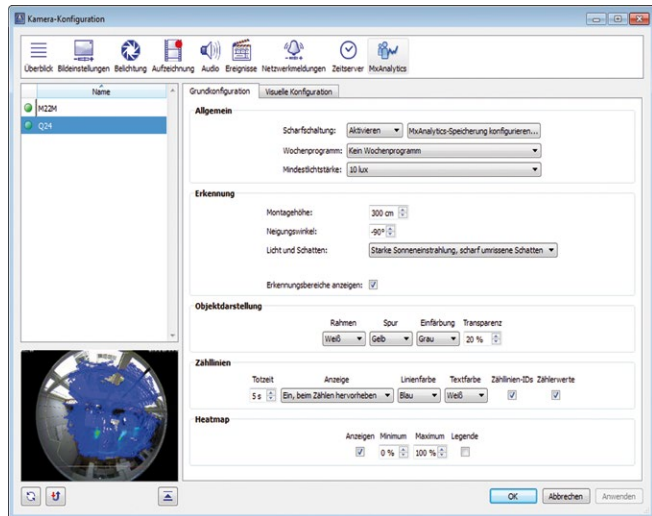 Kamera-Konfiguration
Überblick Bildeinstellungen Belichtung Aufzeichnung Audio Ereignisse Netzwerkmeldungen Zeitserver MxAnalytics
Name
M22M
Q24
Grundkonfiguration Visuelle Konfiguration
Allgemein
Scharfschaltung: Aktivieren MxAnalytics-Speicherung konfigurieren...
Wochenprogramm: Kein Wochenprogramm
Mindestlichtstärke: 10 lux
Erkennung
Montagehöhe: 300 cm
Neigungswinkel: -90°
Licht und Schatten: Starke Sonneneinstrahlung, scharf umrissene Schatten
Erkennungsbereiche anzeigen:
Objektdarstellung
Rahmen Spur Einfärbung Transparenz
Weiß Gelb Grau 20 %
Zähllinien
Totzeit Anzeige Linienfarbe Textfarbe Zähllinien-IDs Zählerwerte
5 s Ein, beim Zählen hervorheben Blau Weiß
Heatmap
Anzeigen Minimum Maximum Legende
0 % 100 %
OK Abbrechen Anwenden